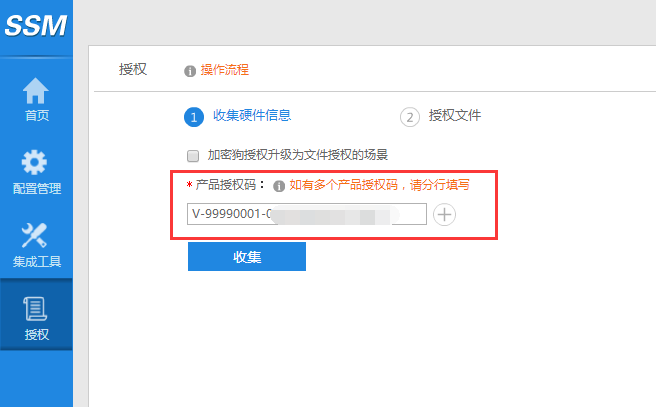 SSM
首页
配置管理
集成工具
授权
授权 操作流程
1 收集硬件信息 2 授权文件
加密狗授权升级为文件授权的场景
* 产品授权码： 如有多个产品授权码，请分行填写
V-99990001-
收集